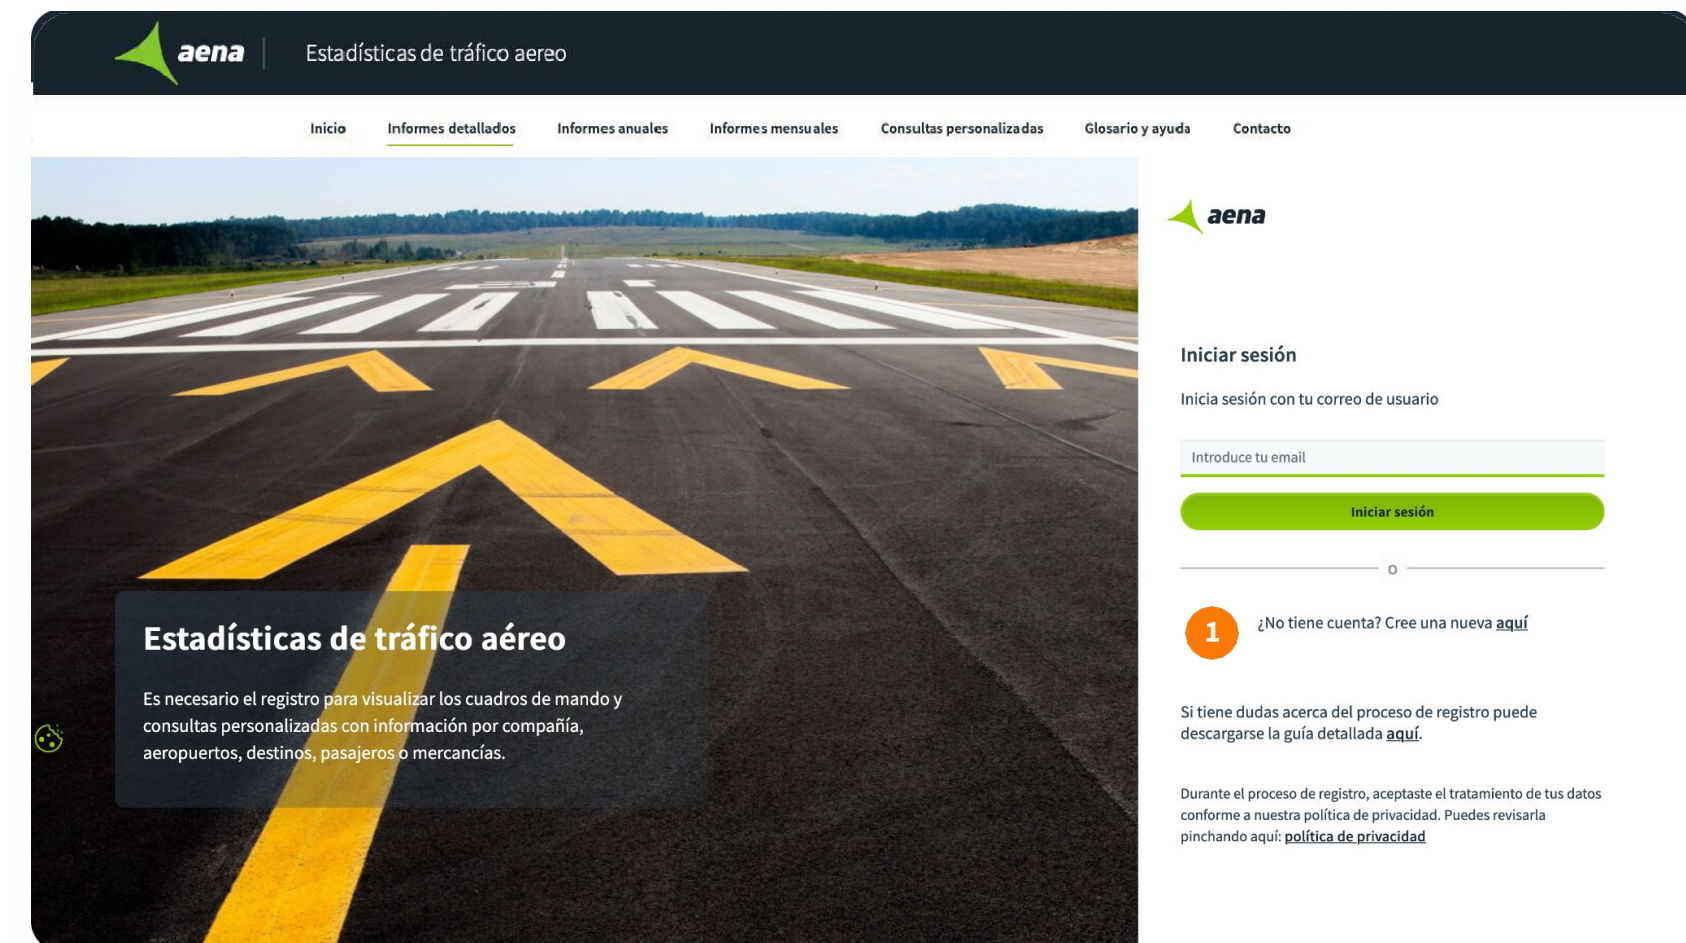 aena
Estadísticas de tráfico aereo
Inicio Informes detallados Informes anuales Informes mensuales Consultas personalizadas Glosario y ayuda Contacto
aena
Iniciar sesión
Inicia sesión con tu correo de usuario
Introduce tu email
Iniciar sesión
o
1
¿No tiene cuenta? Cree una nueva aquí
Si tiene dudas acerca del proceso de registro puede
descargarse la guía detallada aquí.
Durante el proceso de registro, aceptaste el tratamiento de tus datos
conforme a nuestra política de privacidad. Puedes revisarla
pinchando aquí: política de privacidad
Estadísticas de tráfico aéreo
Es necesario el registro para visualizar los cuadros de mando y
consultas personalizadas con información por compañía,
aeropuertos, destinos, pasajeros o mercancías.